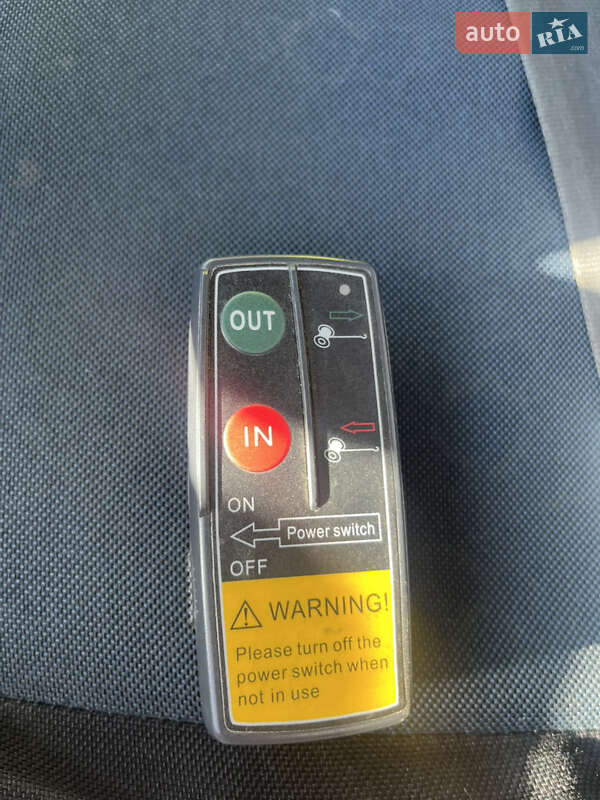 auto RIA
.com
OUT
IN
ON
Power switch
OFF
WARNING!
Please turn off the
power switch when
not in use